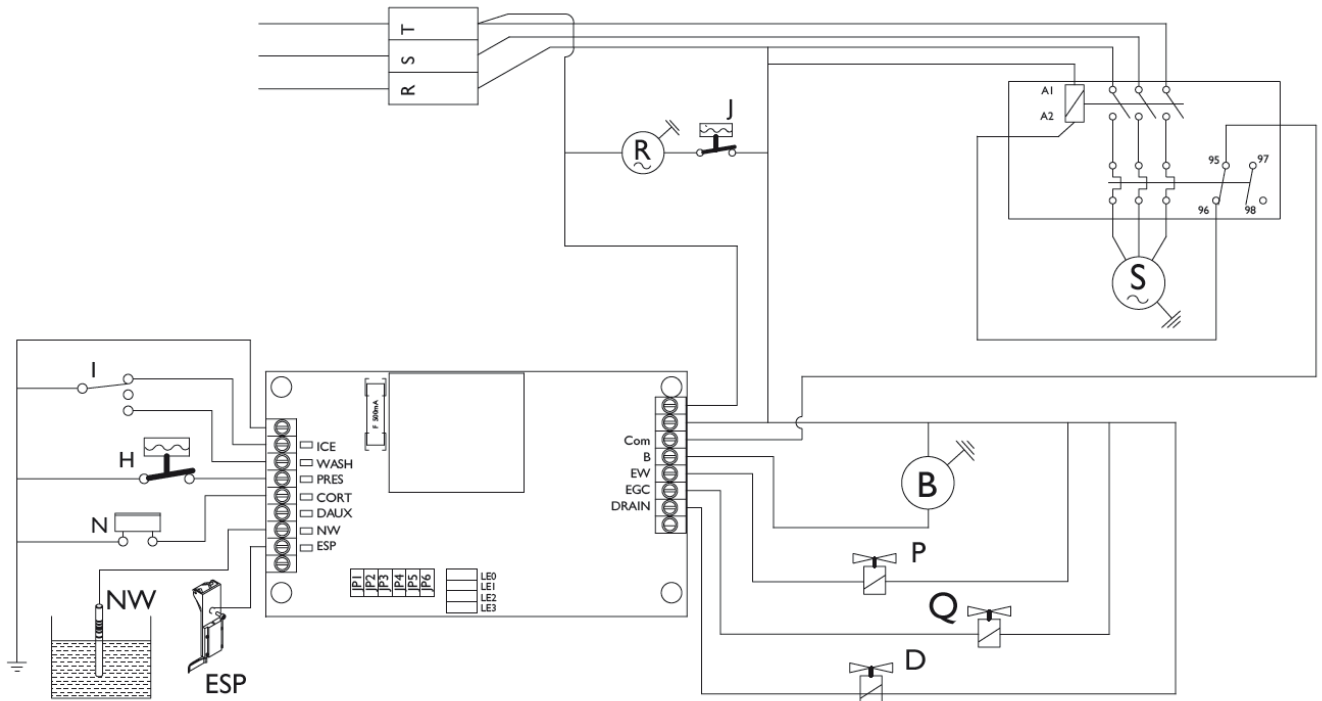 T
S
R
J
R
A1
A2
95
97
96
98
S
I
H
N
NW
ESP
F 500mA
ICE
WASH
PRES
CORT
DAUX
NW
ESP
JP1 JP2 JP3 JP4 JP5 JP6
LE0
LE1
LE2
LE3
Com
B
EW
EGC
DRAIN
B
P
Q
D